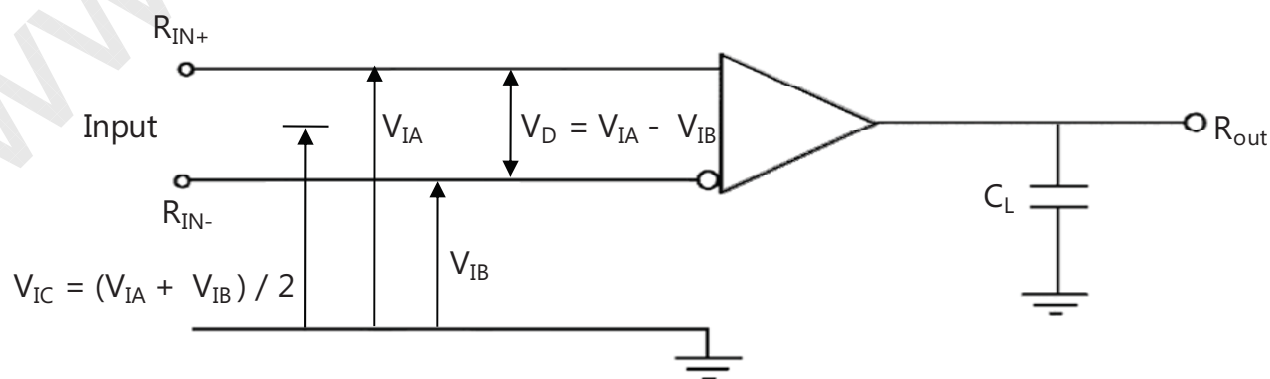 R_IN+
Input
V_IA
V_D = V_IA - V_IB
R_out
R_IN-
C_L
V_IB
V_IC = (V_IA + V_IB) / 2